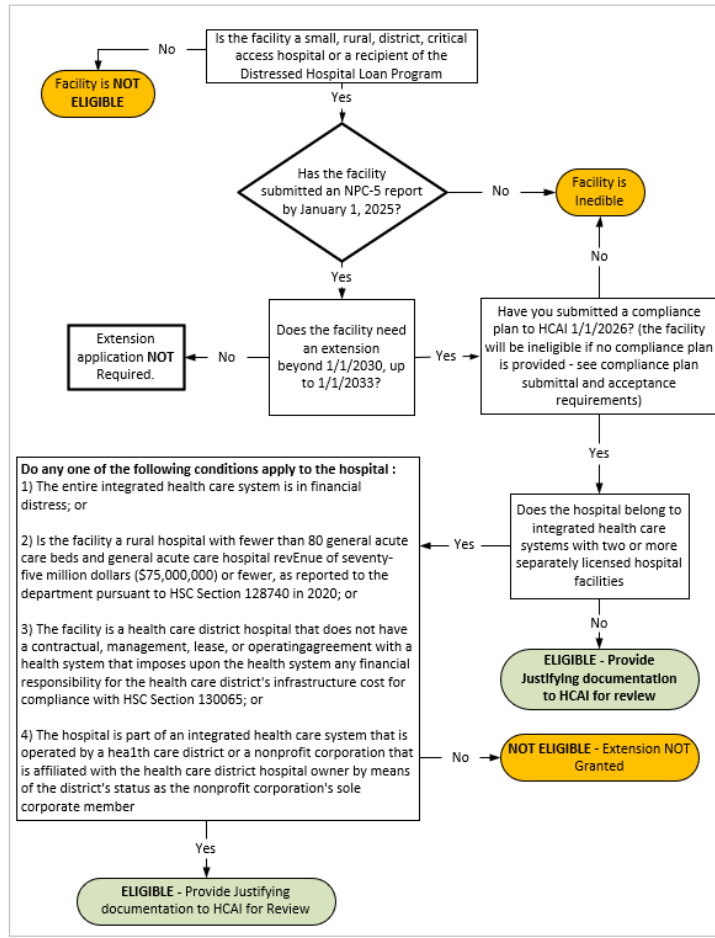 Is the facility a small, rural, district, critical
access hospital or a recipient of the
Distressed Hospital Loan Program
No
Facility is NOT
ELIGIBLE
Yes
Has the facility
submitted an NPC-5 report
by January 1, 2025?
No
Facility is
Inedible
No
Yes
Extension
application NOT
Required.
No
Does the facility need
an extension
beyond 1/1/2030, up
to 1/1/2033?
Yes
Have you submitted a compliance
plan to HCAI 1/1/2026? (the facility
will be ineligible if no compliance plan
is provided - see compliance plan
submittal and acceptance
requirements)
Yes
Does the hospital belong to
integrated health care
systems with two or more
separately licensed hospital
facilities
Yes
No
ELIGIBLE - Provide
Justifying documentation
to HCAI for review
Do any one of the following conditions apply to the hospital :
1) The entire integrated health care system is in financial
distress; or
2) Is the facility a rural hospital with fewer than 80 general acute
care beds and general acute care hospital revEnue of seventy-
five million dollars ($75,000,000) or fewer, as reported to the
department pursuant to HSC Section 128740 in 2020; or
3) The facility is a health care district hospital that does not have
a contractual, management, lease, or operatingagreement with a
health system that imposes upon the health system any financial
responsibility for the health care district's infrastructure cost for
compliance with HSC Section 130065; or
4) The hospital is part of an integrated health care system that is
operated by a hea1th care district or a nonprofit corporation that
is affiliated with the health care district hospital owner by means
of the district's status as the nonprofit corporation's sole
corporate member
No
NOT ELIGIBLE - Extension NOT
Granted
Yes
ELIGIBLE - Provide Justifying
documentation to HCAI for Review